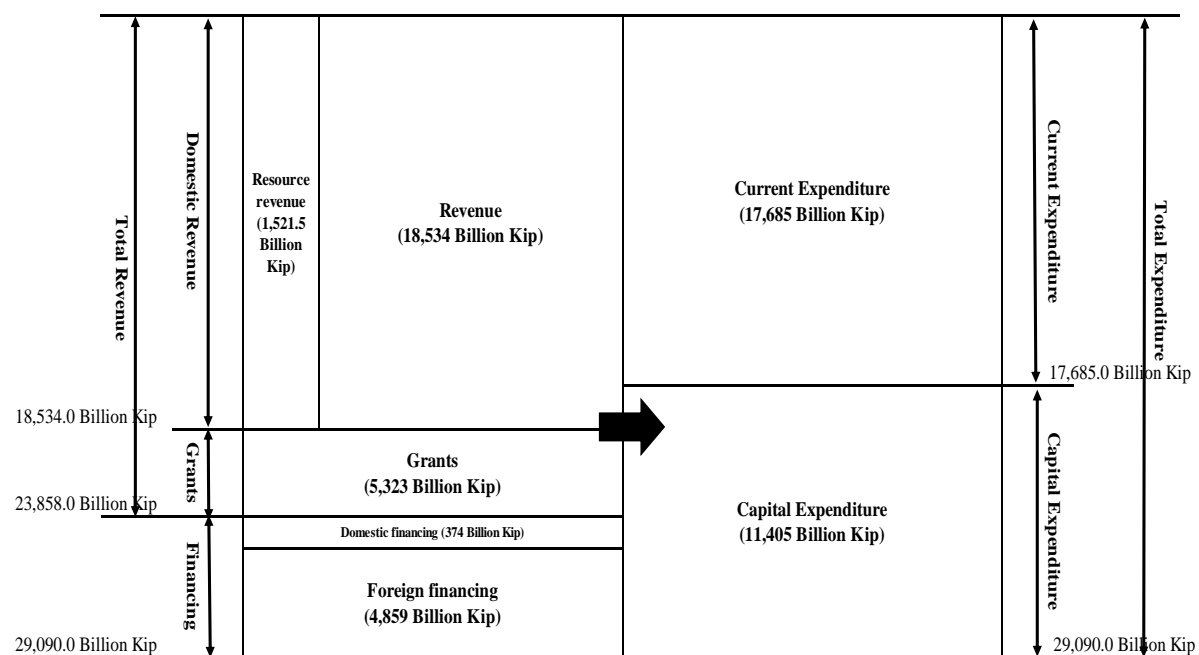 Total Revenue
Domestic Revenue
Grants
Financing
18,534.0 Billion Kip
23,858.0 Billion Kip
29,090.0 Billion Kip
Resource
revenue
(1,521.5
Billion
Kip)
Revenue
(18,534 Billion Kip)
Grants
(5,323 Billion Kip)
Domestic financing (374 Billion Kip)
Foreign financing
(4,859 Billion Kip)
Current Expenditure
(17,685 Billion Kip)
Capital Expenditure
(11,405 Billion Kip)
Current Expenditure
Capital Expenditure
Total Expenditure
17,685.0 Billion Kip
29,090.0 Billion Kip